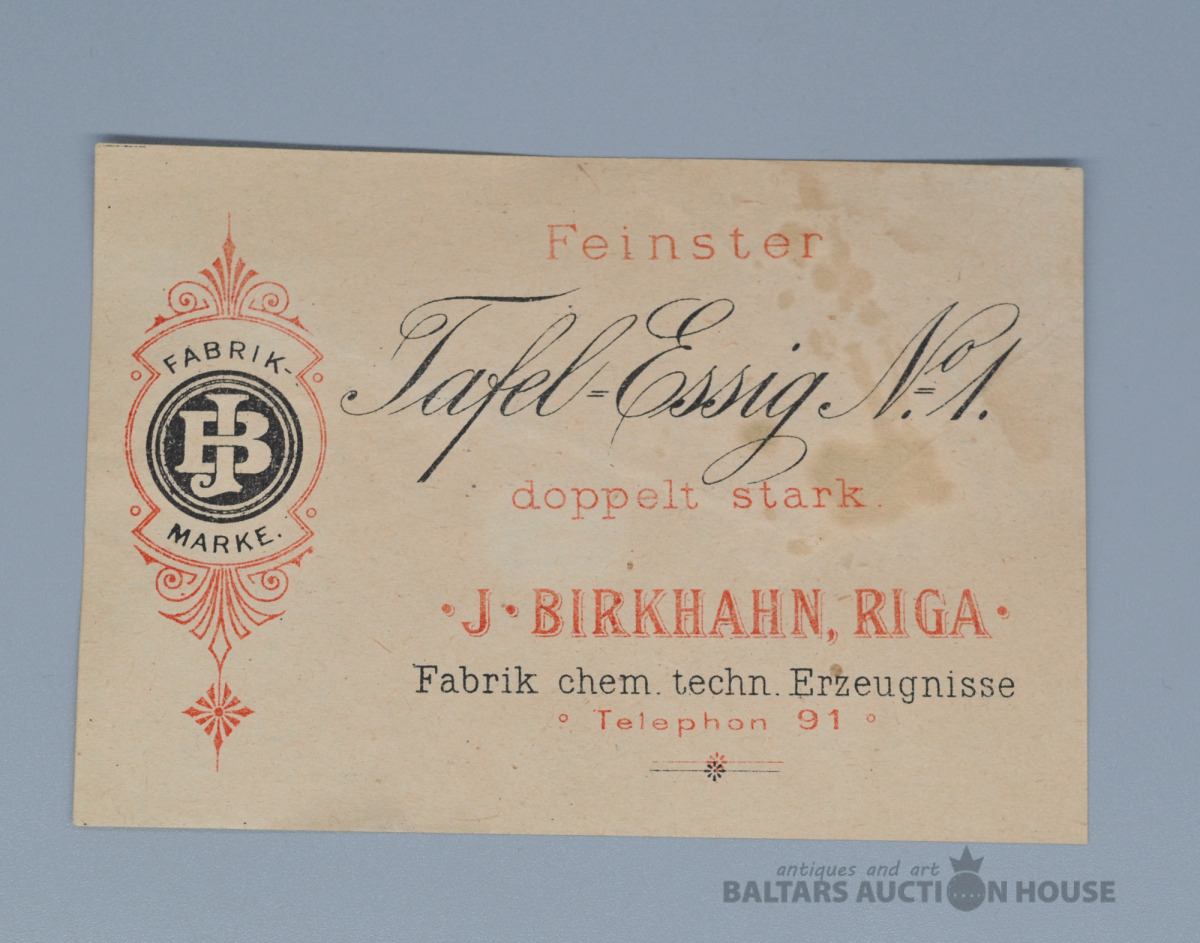 Feinster
Tafel=Essig No. 1.
doppelt stark.
FABRIK-
JB
MARKE.
• J • BIRKHAHN, RIGA •
Fabrik chem. techn. Erzeugnisse
° Telephon 91 °
antiques and art
BALTARS AUCTION HOUSE